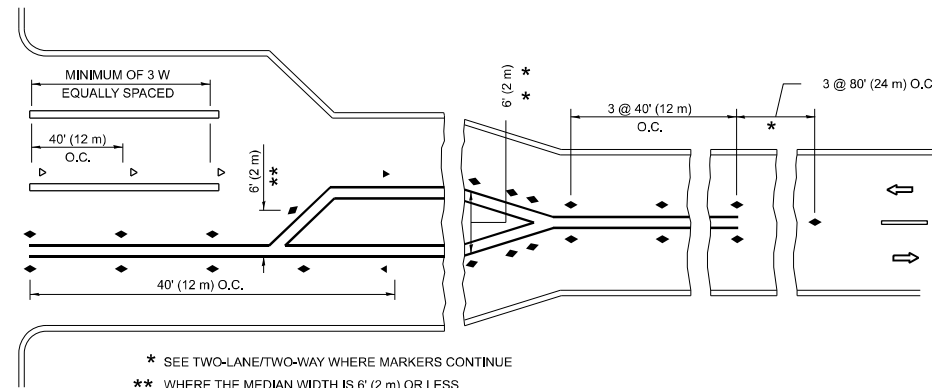 MINIMUM OF 3 W
EQUALLY SPACED
40' (12 m)
O.C.
6' (2 m)
**
6' (2 m) **
3 @ 40' (12 m)
O.C.
3 @ 80' (24 m) O.C
*
40' (12 m) O.C.
* SEE TWO-LANE/TWO-WAY WHERE MARKERS CONTINUE
** WHERE THE MEDIAN WIDTH IS 6' (2 m) OR LESS